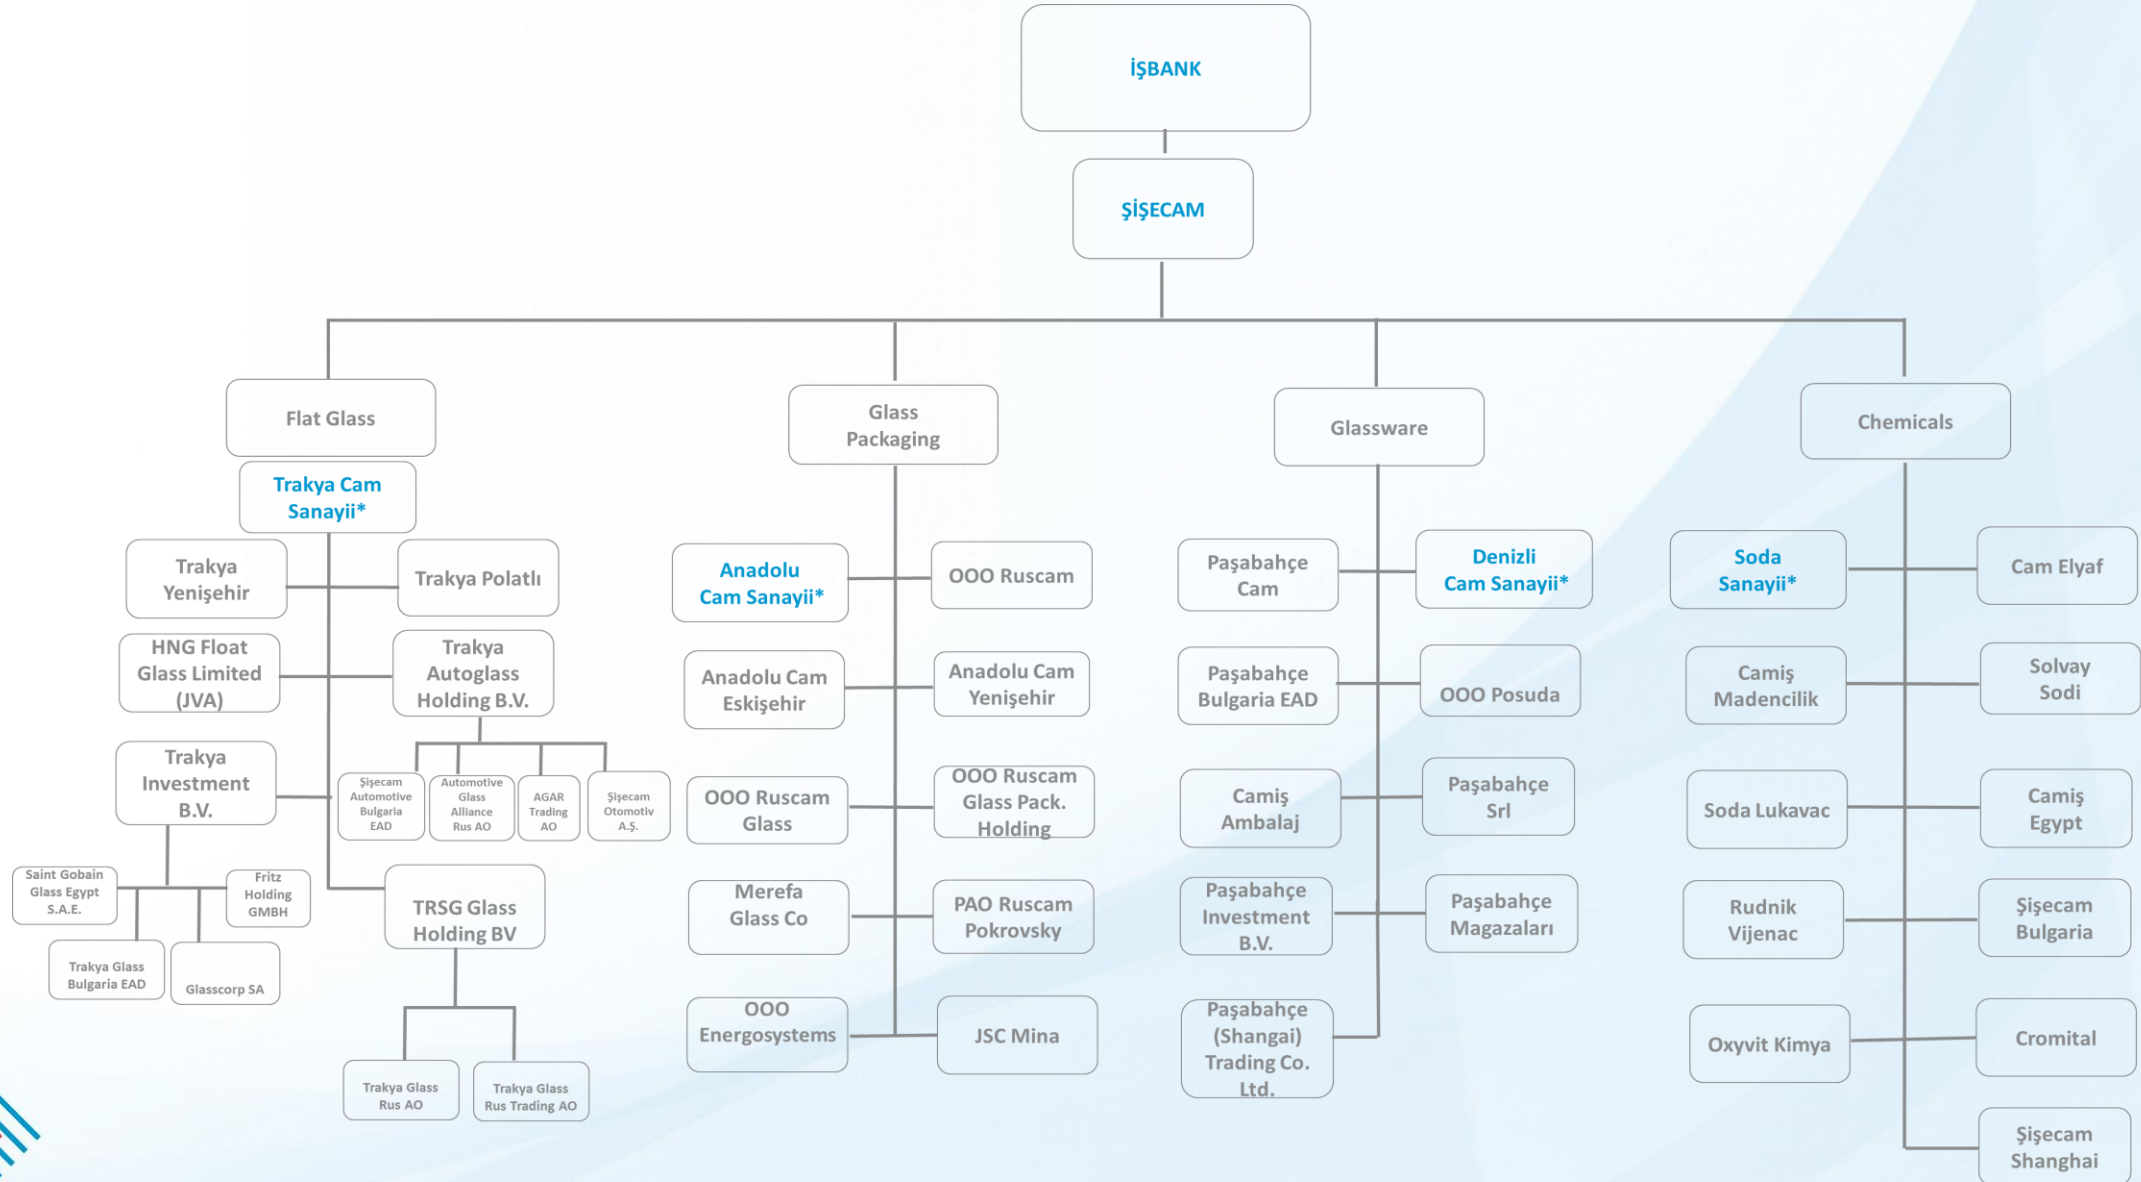 İŞBANK
ŞİŞECAM
Flat Glass
Glass
Packaging
Glassware
Chemicals
Trakya Cam
Sanayii*
Trakya
Yenişehir
Trakya Polatlı
HNG Float
Glass Limited
(JVA)
Trakya
Autoglass
Holding B.V.
Trakya
Investment
B.V.
Şişecam
Automotive
Bulgaria
EAD
Automotive
Glass
Alliance
Rus AO
AGAR
Trading
AO
Şişecam
Otomotiv
A.Ş.
Saint Gobain
Glass Egypt
S.A.E.
Fritz
Holding
GMBH
Trakya Glass
Bulgaria EAD
Glasscorp SA
TRSG Glass
Holding BV
Trakya Glass
Rus AO
Trakya Glass
Rus Trading AO
Anadolu
Cam Sanayii*
OOO Ruscam
Anadolu Cam
Eskişehir
Anadolu Cam
Yenişehir
OOO Ruscam
Glass
OOO Ruscam
Glass Pack.
Holding
Merefa
Glass Co
PAO Ruscam
Pokrovsky
OOO
Energosystems
JSC Mina
Paşabahçe
Cam
Denizli
Cam Sanayii*
Paşabahçe
Bulgaria EAD
OOO Posuda
Camiş
Ambalaj
Paşabahçe
Srl
Paşabahçe
Investment
B.V.
Paşabahçe
Magazaları
Paşabahçe
(Shangai)
Trading Co.
Ltd.
Soda
Sanayii*
Cam Elyaf
Camiş
Madencilik
Solvay
Sodi
Soda Lukavac
Camiş
Egypt
Rudnik
Vijenac
Şişecam
Bulgaria
Oxyvit Kimya
Cromital
Şişecam
Shanghai